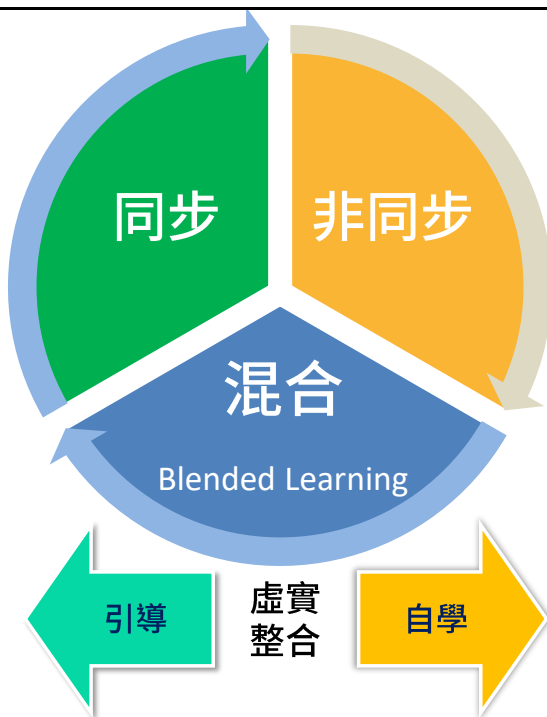 同步
非同步
混合
Blended Learning
引導
虛實
整合
自學